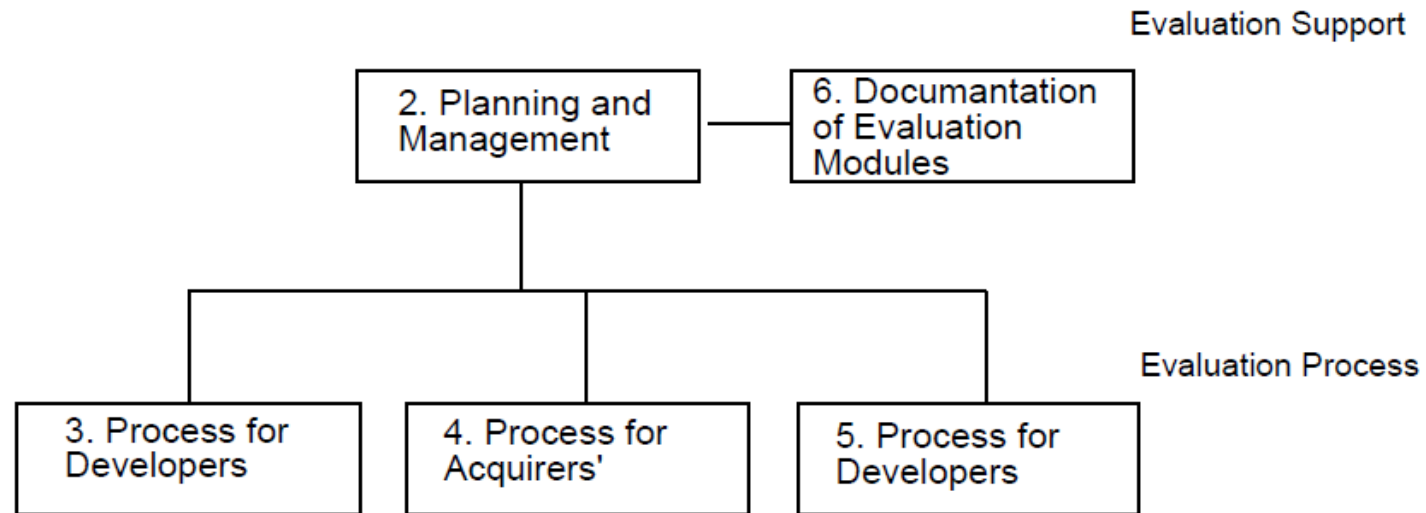 Evaluation Support
2. Planning and
Management
6. Documantation
of Evaluation
Modules
Evaluation Process
3. Process for
Developers
4. Process for
Acquirers'
5. Process for
Developers